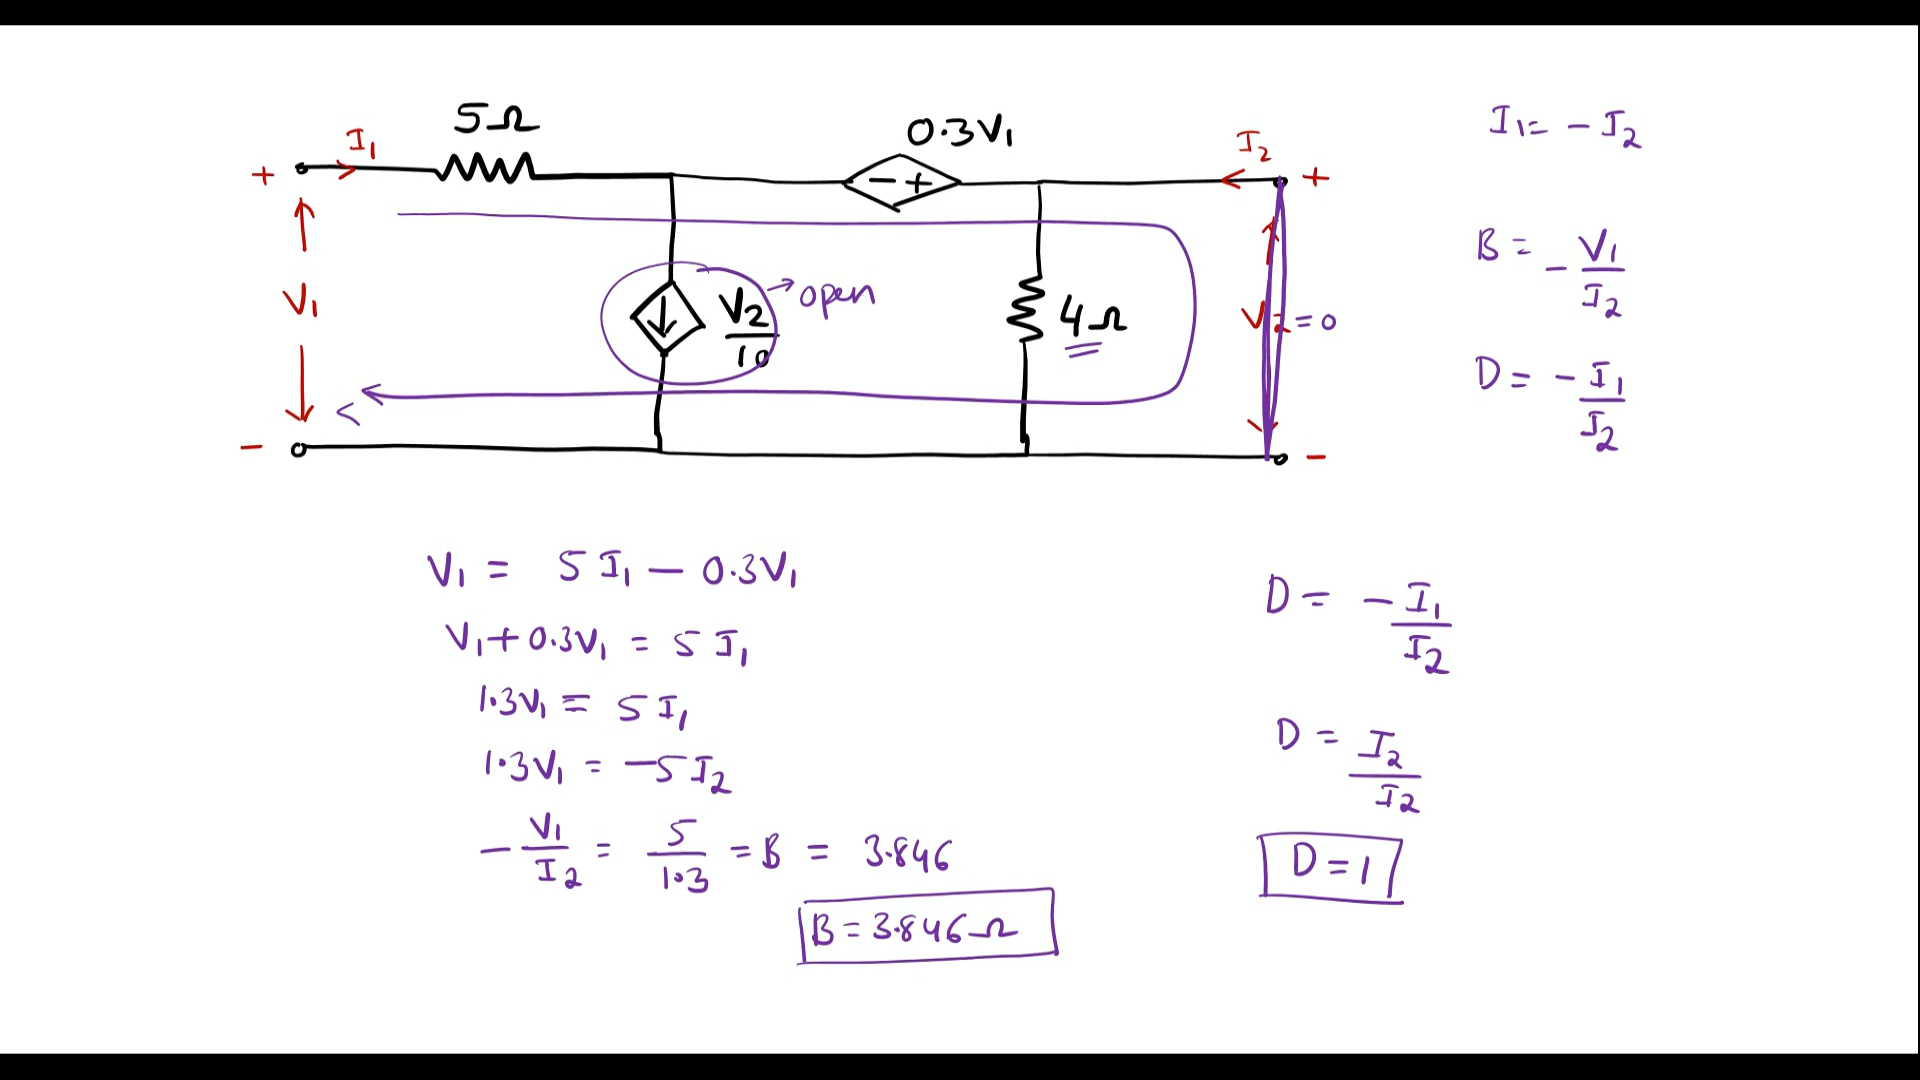 5Ω
0.3V₁
I₁
I₂
+
- +
+
I₁ = - I₂
V₁
V₂/10
→ open
4Ω
V₂ = 0
B = - V₁/I₂
D = - I₁/I₂
-
-
V₁ = 5 I₁ - 0.3V₁
V₁ + 0.3V₁ = 5 I₁
1.3V₁ = 5 I₁
1.3V₁ = -5 I₂
- V₁/I₂ = 5/1.3 = B = 3.846
B = 3.846Ω
D = - I₁/I₂
D = I₂/I₂
D = 1